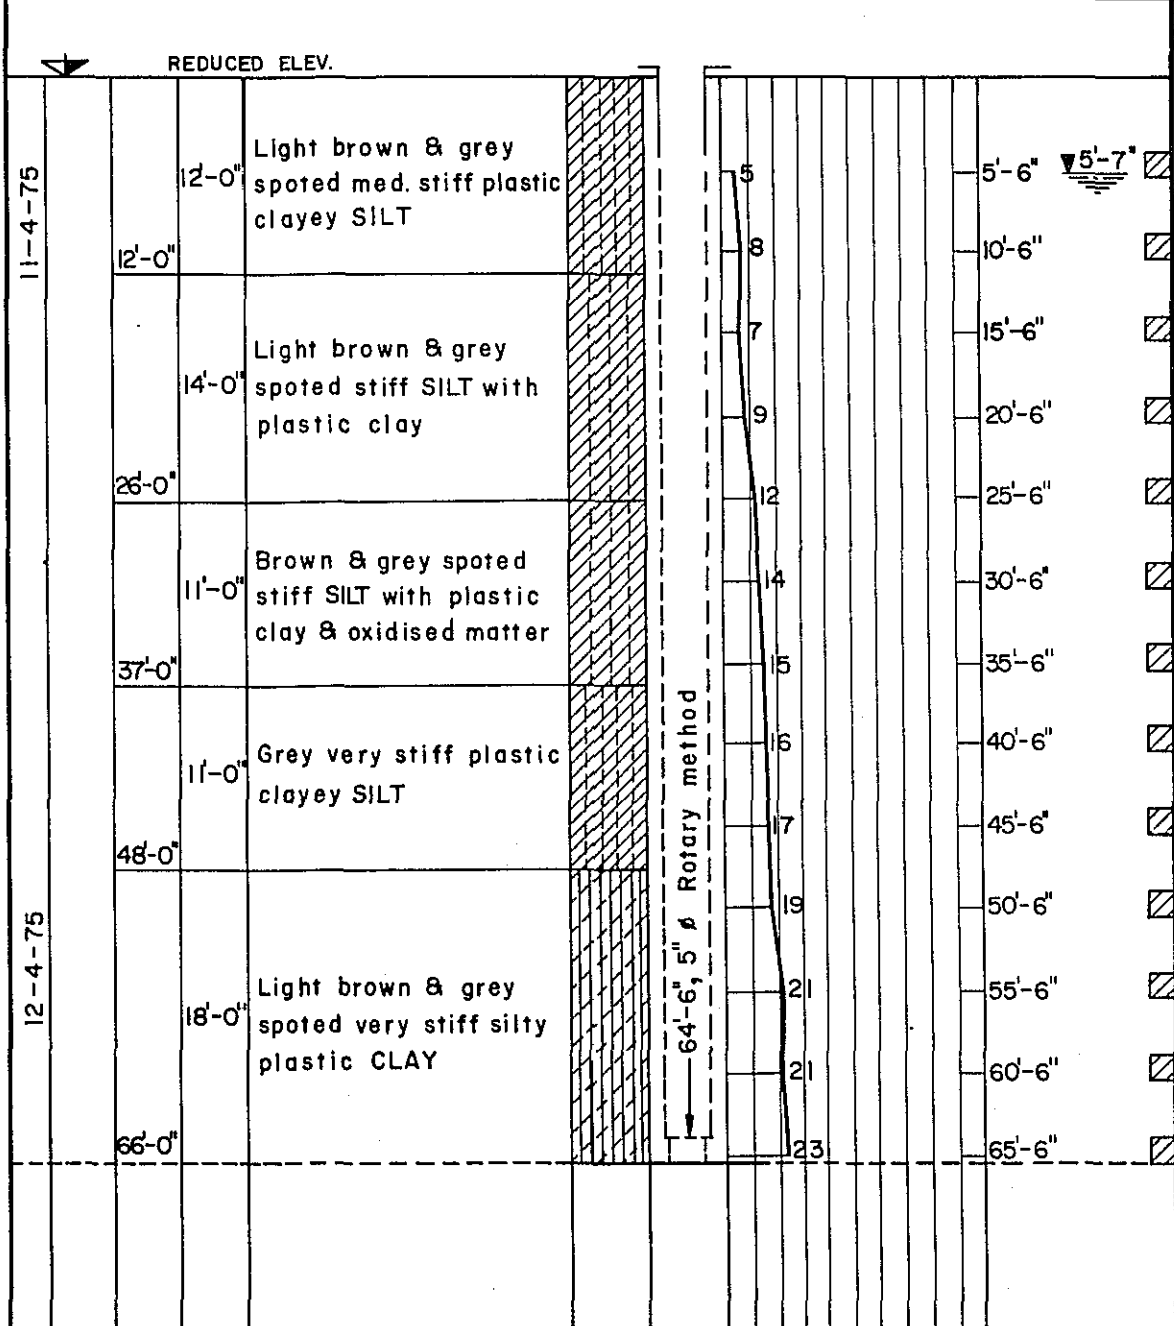 REDUCED ELEV.
11-4-75
12'-0"
12'-0"
Light brown & grey
spoted med. stiff plastic
clayey SILT
14'-0"
26'-0"
Light brown & grey
spoted stiff SILT with
plastic clay
11'-0"
37'-0"
Brown & grey spoted
stiff SILT with plastic
clay & oxidised matter
11'-0"
48'-0"
Grey very stiff plastic
clayey SILT
12-4-75
18'-0"
66'-0"
Light brown & grey
spoted very stiff silty
plastic CLAY
64'-6", 5" ø Rotary method
5
8
7
9
12
14
15
16
17
19
21
21
23
5'-6"
10'-6"
15'-6"
20'-6"
25'-6"
30'-6"
35'-6"
40'-6"
45'-6"
50'-6"
55'-6"
60'-6"
65'-6"
5'-7"